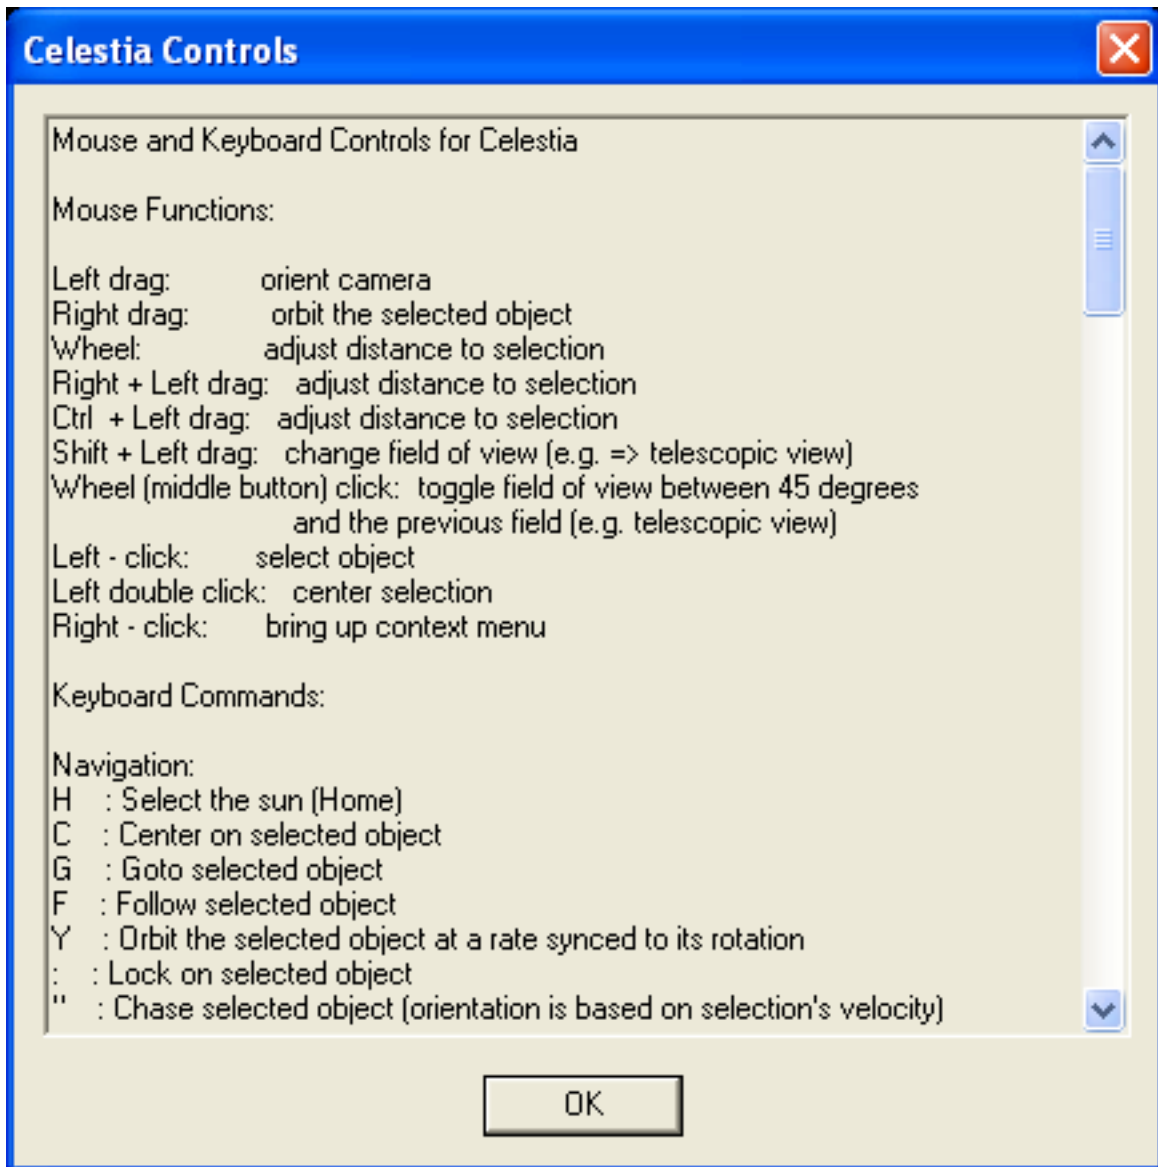 Celestia Controls
Mouse and Keyboard Controls for Celestia
Mouse Functions:
Left drag: orient camera
Right drag: orbit the selected object
Wheel: adjust distance to selection
Right + Left drag: adjust distance to selection
Ctrl + Left drag: adjust distance to selection
Shift + Left drag: change field of view (e.g. => telescopic view)
Wheel (middle button) click: toggle field of view between 45 degrees
and the previous field (e.g. telescopic view)
Left - click: select object
Left double click: center selection
Right - click: bring up context menu
Keyboard Commands:
Navigation:
H : Select the sun (Home)
C : Center on selected object
G : Goto selected object
F : Follow selected object
Y : Orbit the selected object at a rate synced to its rotation
: : Lock on selected object
" : Chase selected object (orientation is based on selection's velocity)
OK